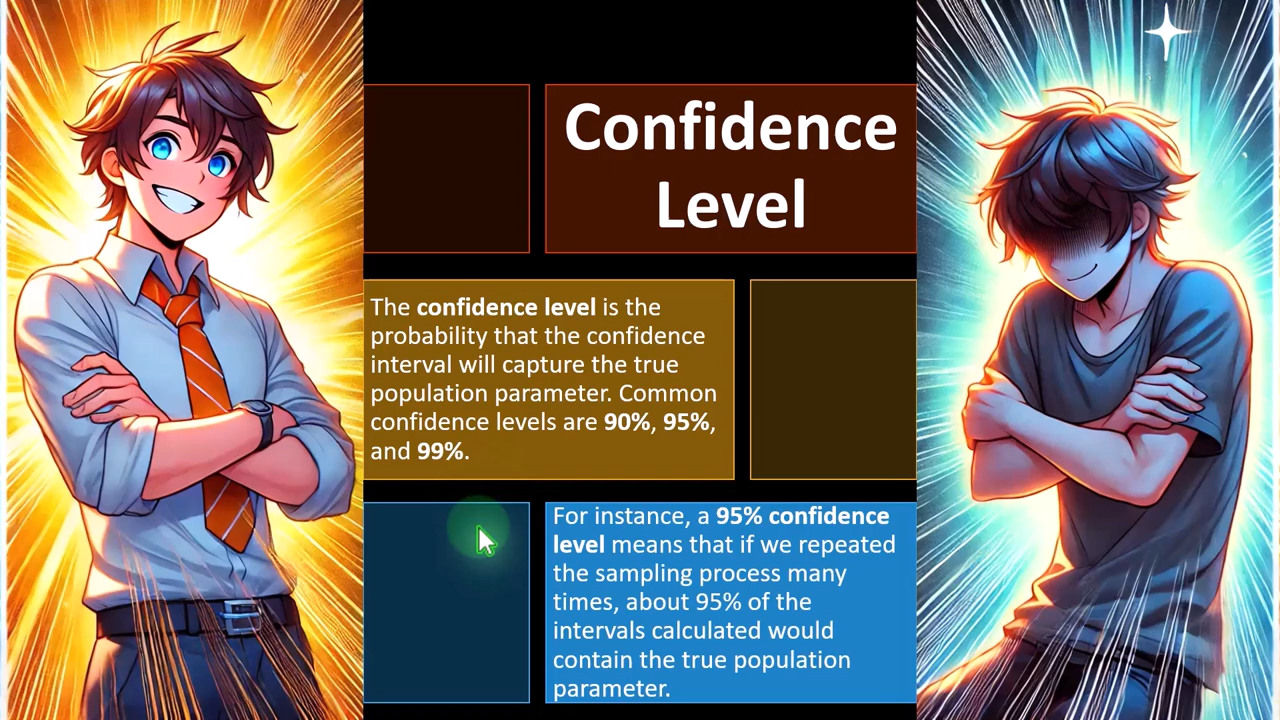 Confidence
Level
The confidence level is the
probability that the confidence
interval will capture the true
population parameter. Common
confidence levels are 90%, 95%,
and 99%.
For instance, a 95% confidence
level means that if we repeated
the sampling process many
times, about 95% of the
intervals calculated would
contain the true population
parameter.